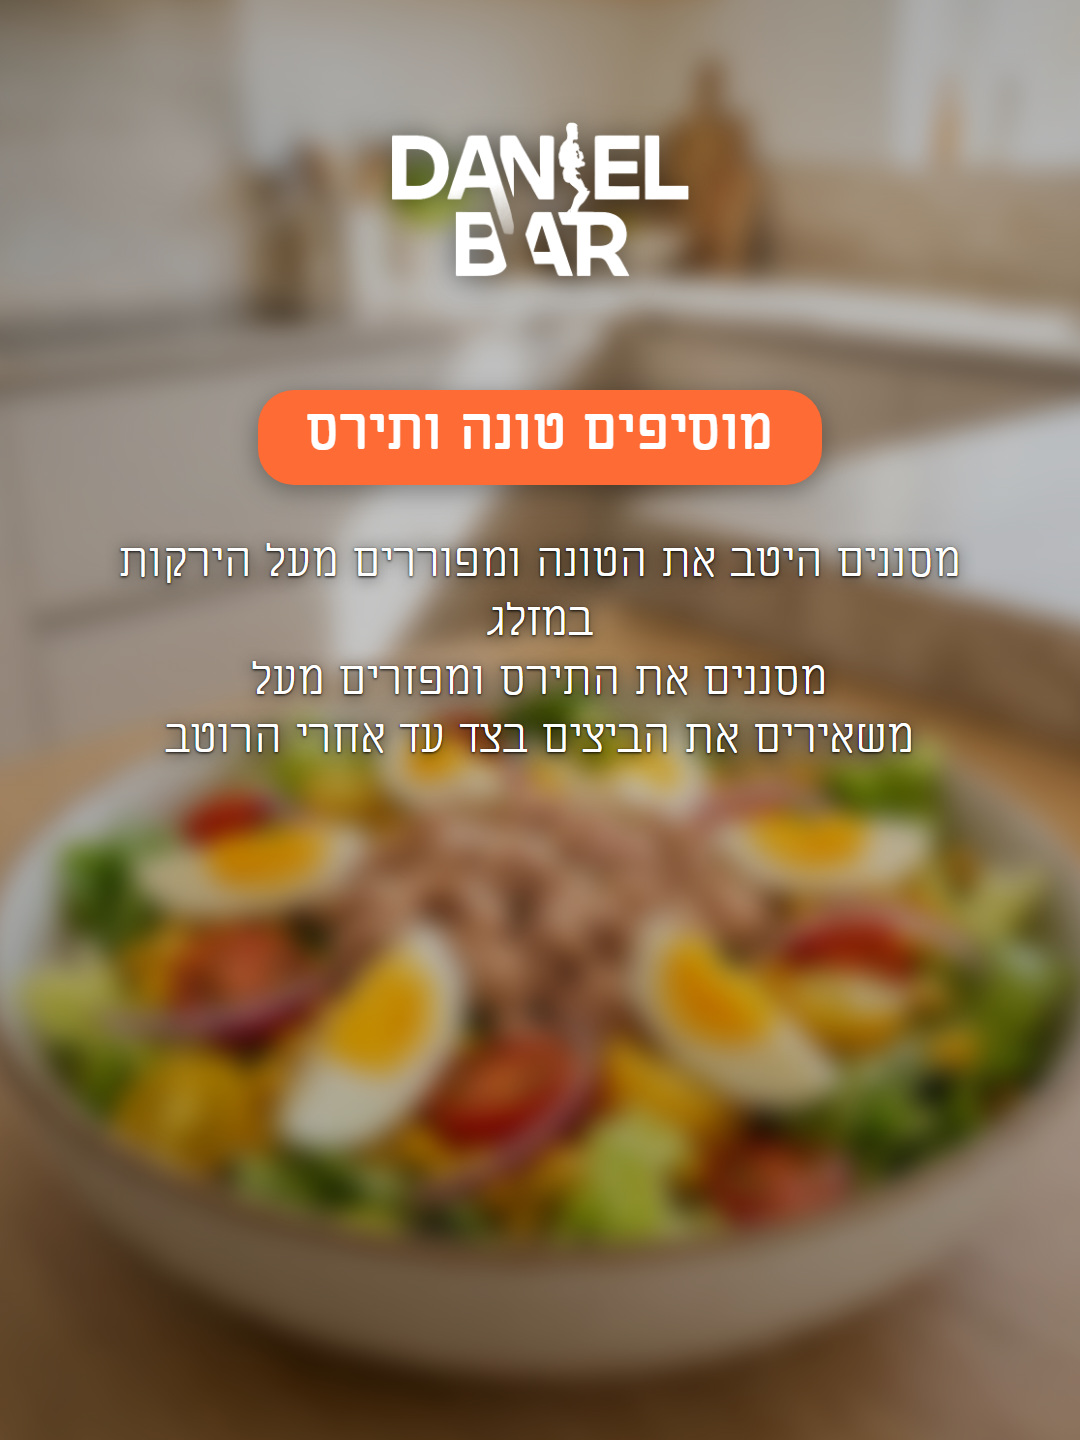 DANIEL
BAR
מוסיפים טונה ותירס
מסננים היטב את הטונה ומפוררים מעל הירקות
במזלג
מסננים את התירס ומפזרים מעל
משאירים את הביצים בצד עד אחרי הרוטב